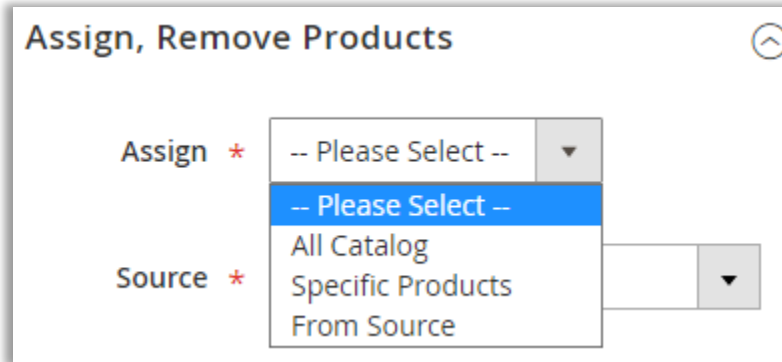 Assign, Remove Products
Assign * -- Please Select --
-- Please Select --
All Catalog
Source *
Specific Products
From Source